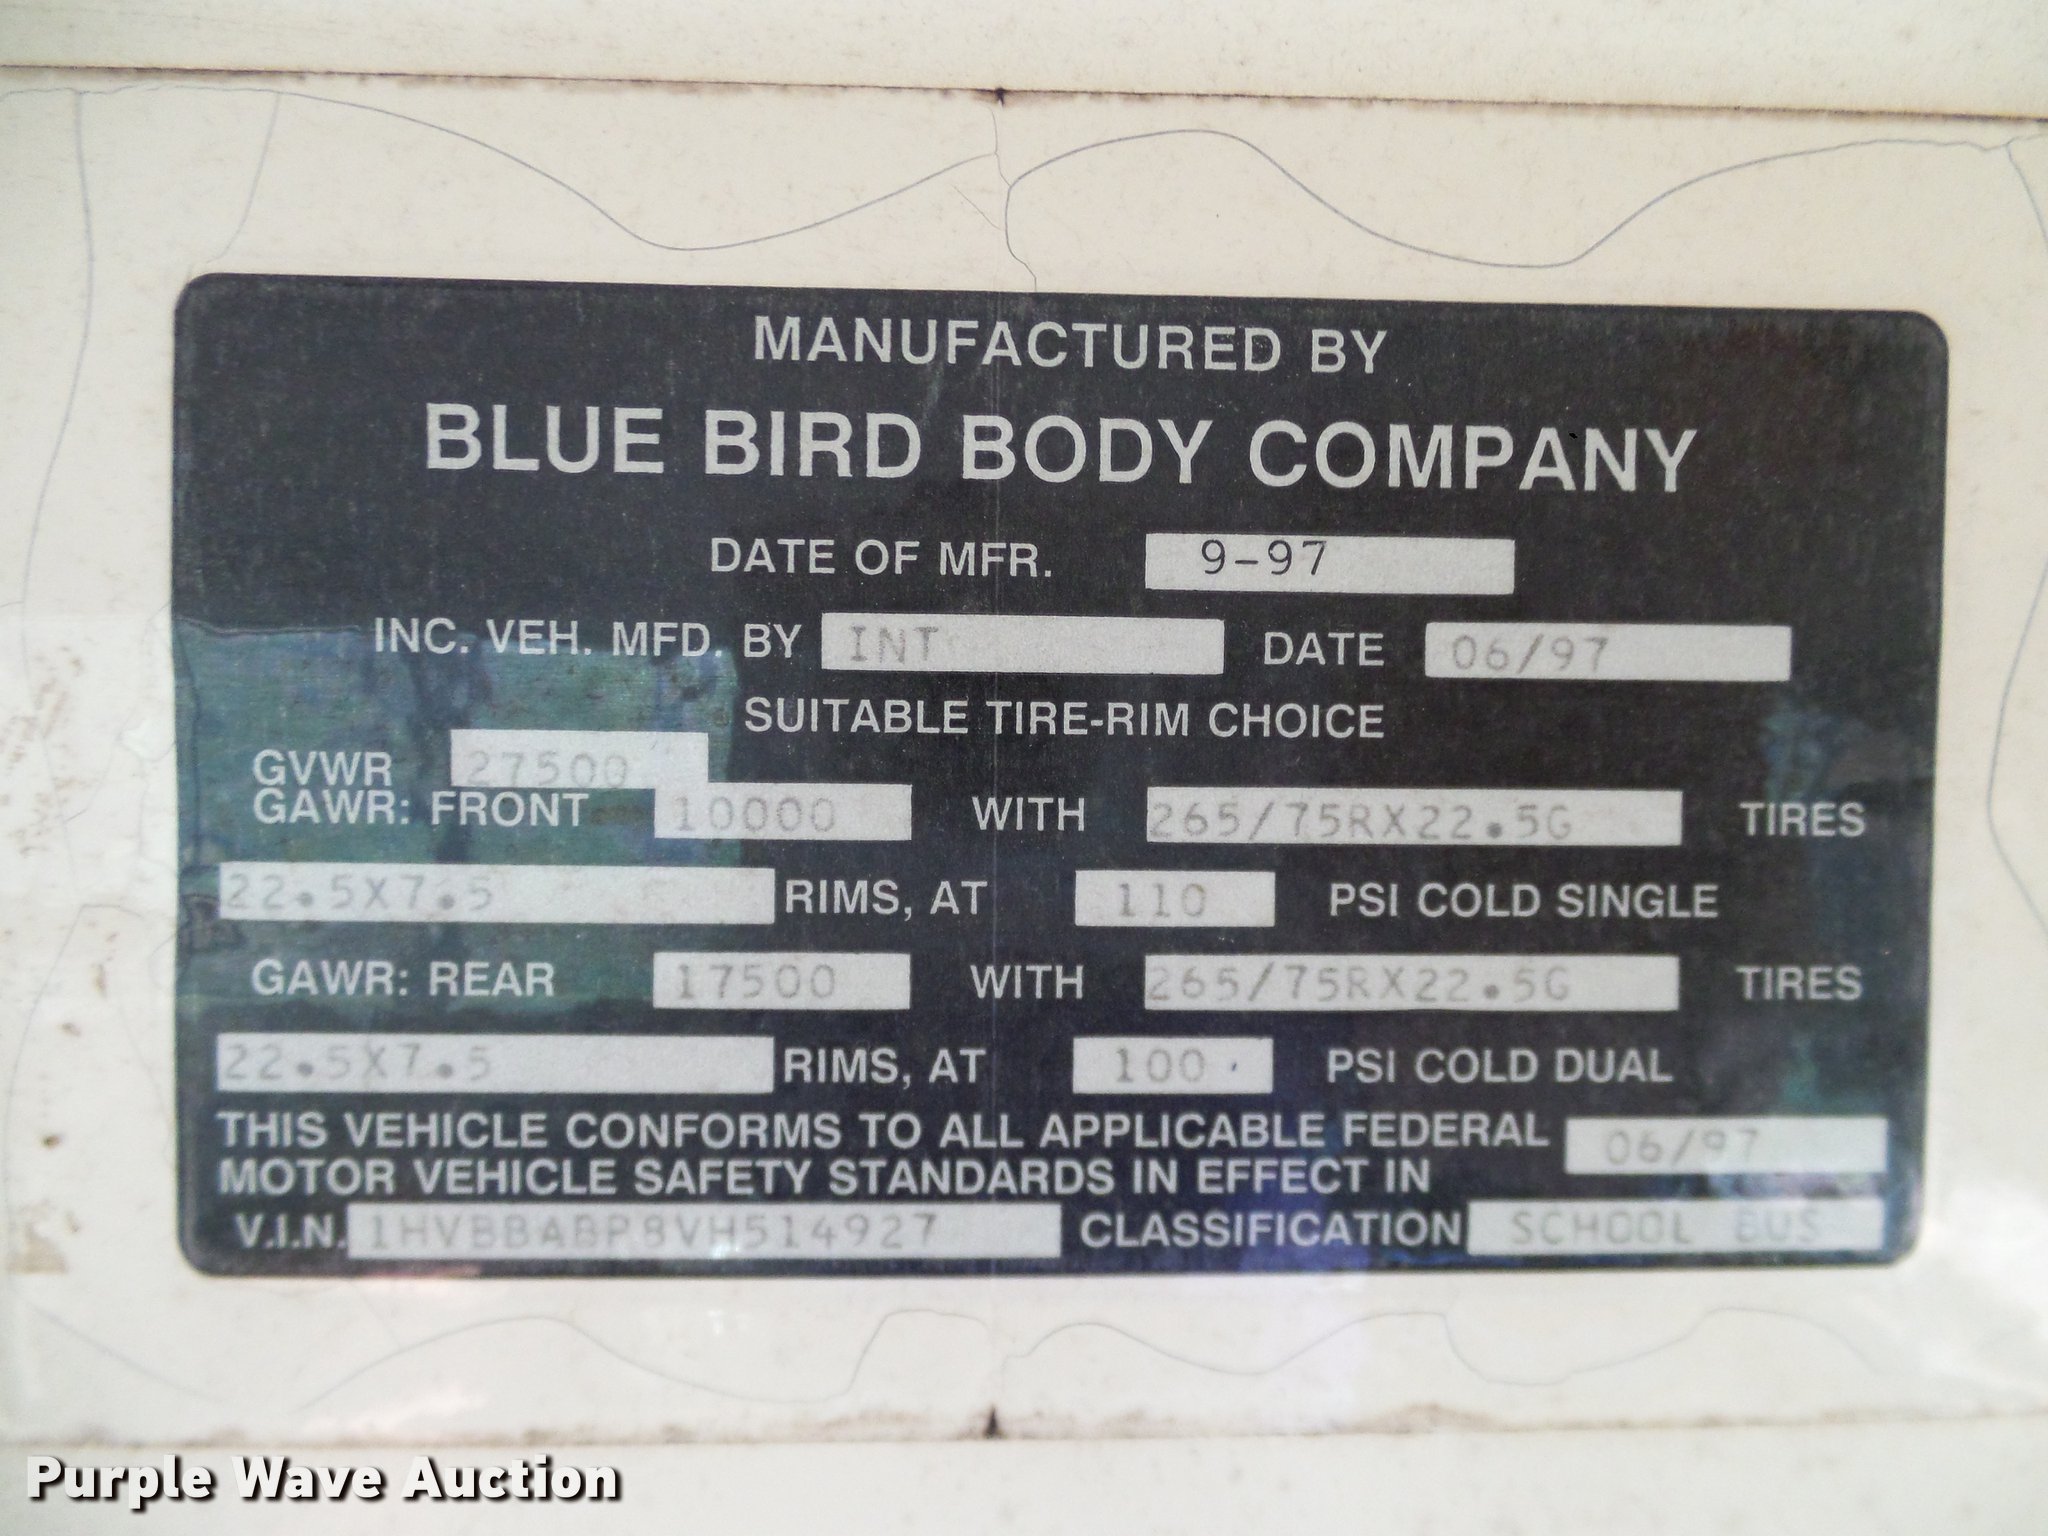 MANUFACTURED BY
BLUE BIRD BODY COMPANY
DATE OF MFR. 9-97
INC. VEH. MFD. BY INT DATE 06/97
SUITABLE TIRE-RIM CHOICE
GVWR 27500
GAWR: FRONT 10000 WITH 265/75RX22.5G TIRES
22.5X7.5 RIMS, AT 110 PSI COLD SINGLE
GAWR: REAR 17500 WITH 265/75RX22.5G TIRES
22.5X7.5 RIMS, AT 100 PSI COLD DUAL
THIS VEHICLE CONFORMS TO ALL APPLICABLE FEDERAL 06/97
MOTOR VEHICLE SAFETY STANDARDS IN EFFECT IN
V.I.N. 1HVBBABP8VH514927 CLASSIFICATION SCHOOL BUS
Purple Wave Auction